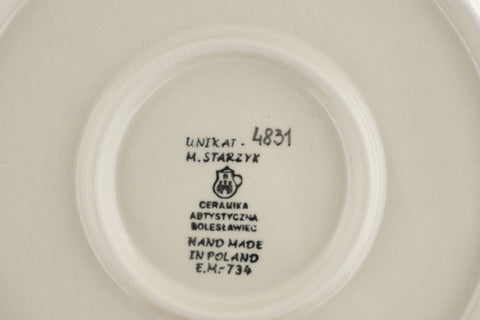 UNIKAT - 4831
M. STARZYK
CERAMIKA
ARTYSTYCZNA
BOLESŁAWIEC
HAND MADE
IN POLAND
E.M.-734